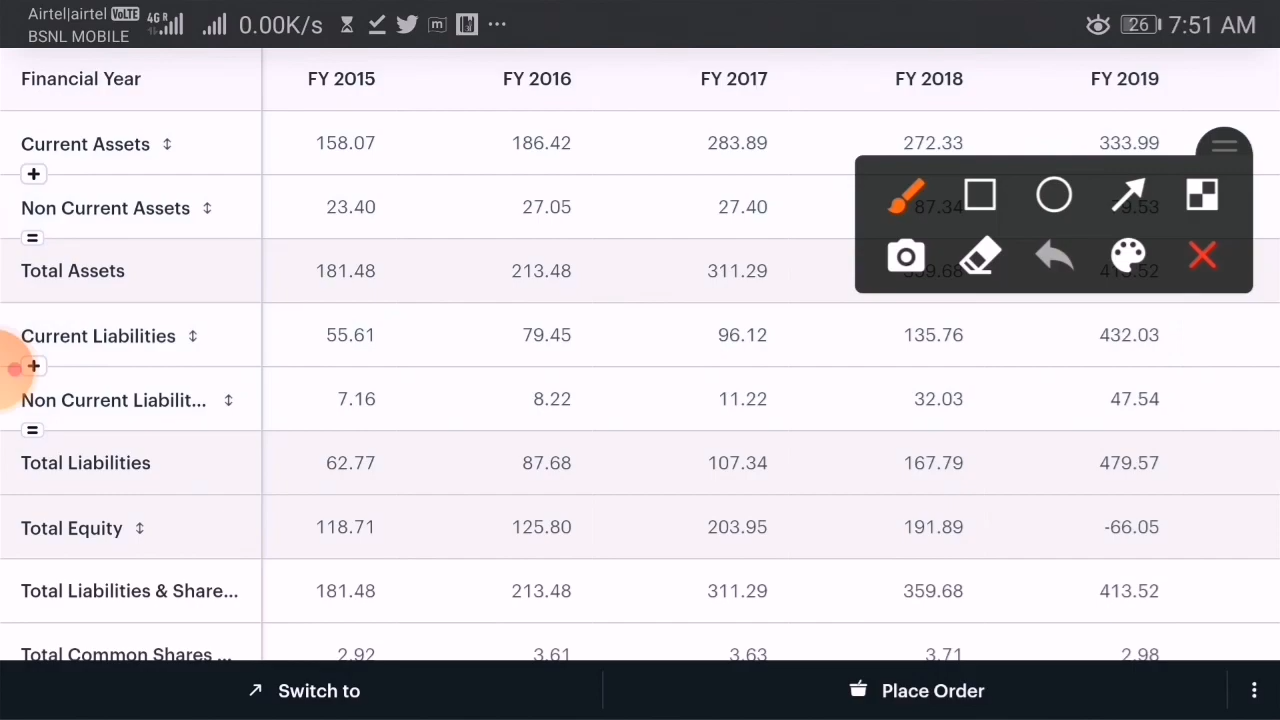 Airtel|airtel VoLTE 4G R 0.00K/s m ... 26 7:51 AM
BSNL MOBILE
Financial Year FY 2015 FY 2016 FY 2017 FY 2018 FY 2019
Current Assets 158.07 186.42 283.89 272.33 333.99
+
Non Current Assets 23.40 27.05 27.40 87.34 79.53
=
Total Assets 181.48 213.48 311.29 359.68 413.52
Current Liabilities 55.61 79.45 96.12 135.76 432.03
+
Non Current Liabilit... 7.16 8.22 11.22 32.03 47.54
=
Total Liabilities 62.77 87.68 107.34 167.79 479.57
Total Equity 118.71 125.80 203.95 191.89 -66.05
Total Liabilities & Share... 181.48 213.48 311.29 359.68 413.52
Total Common Shares ... 2.92 3.61 3.63 3.71 2.98
Switch to Place Order